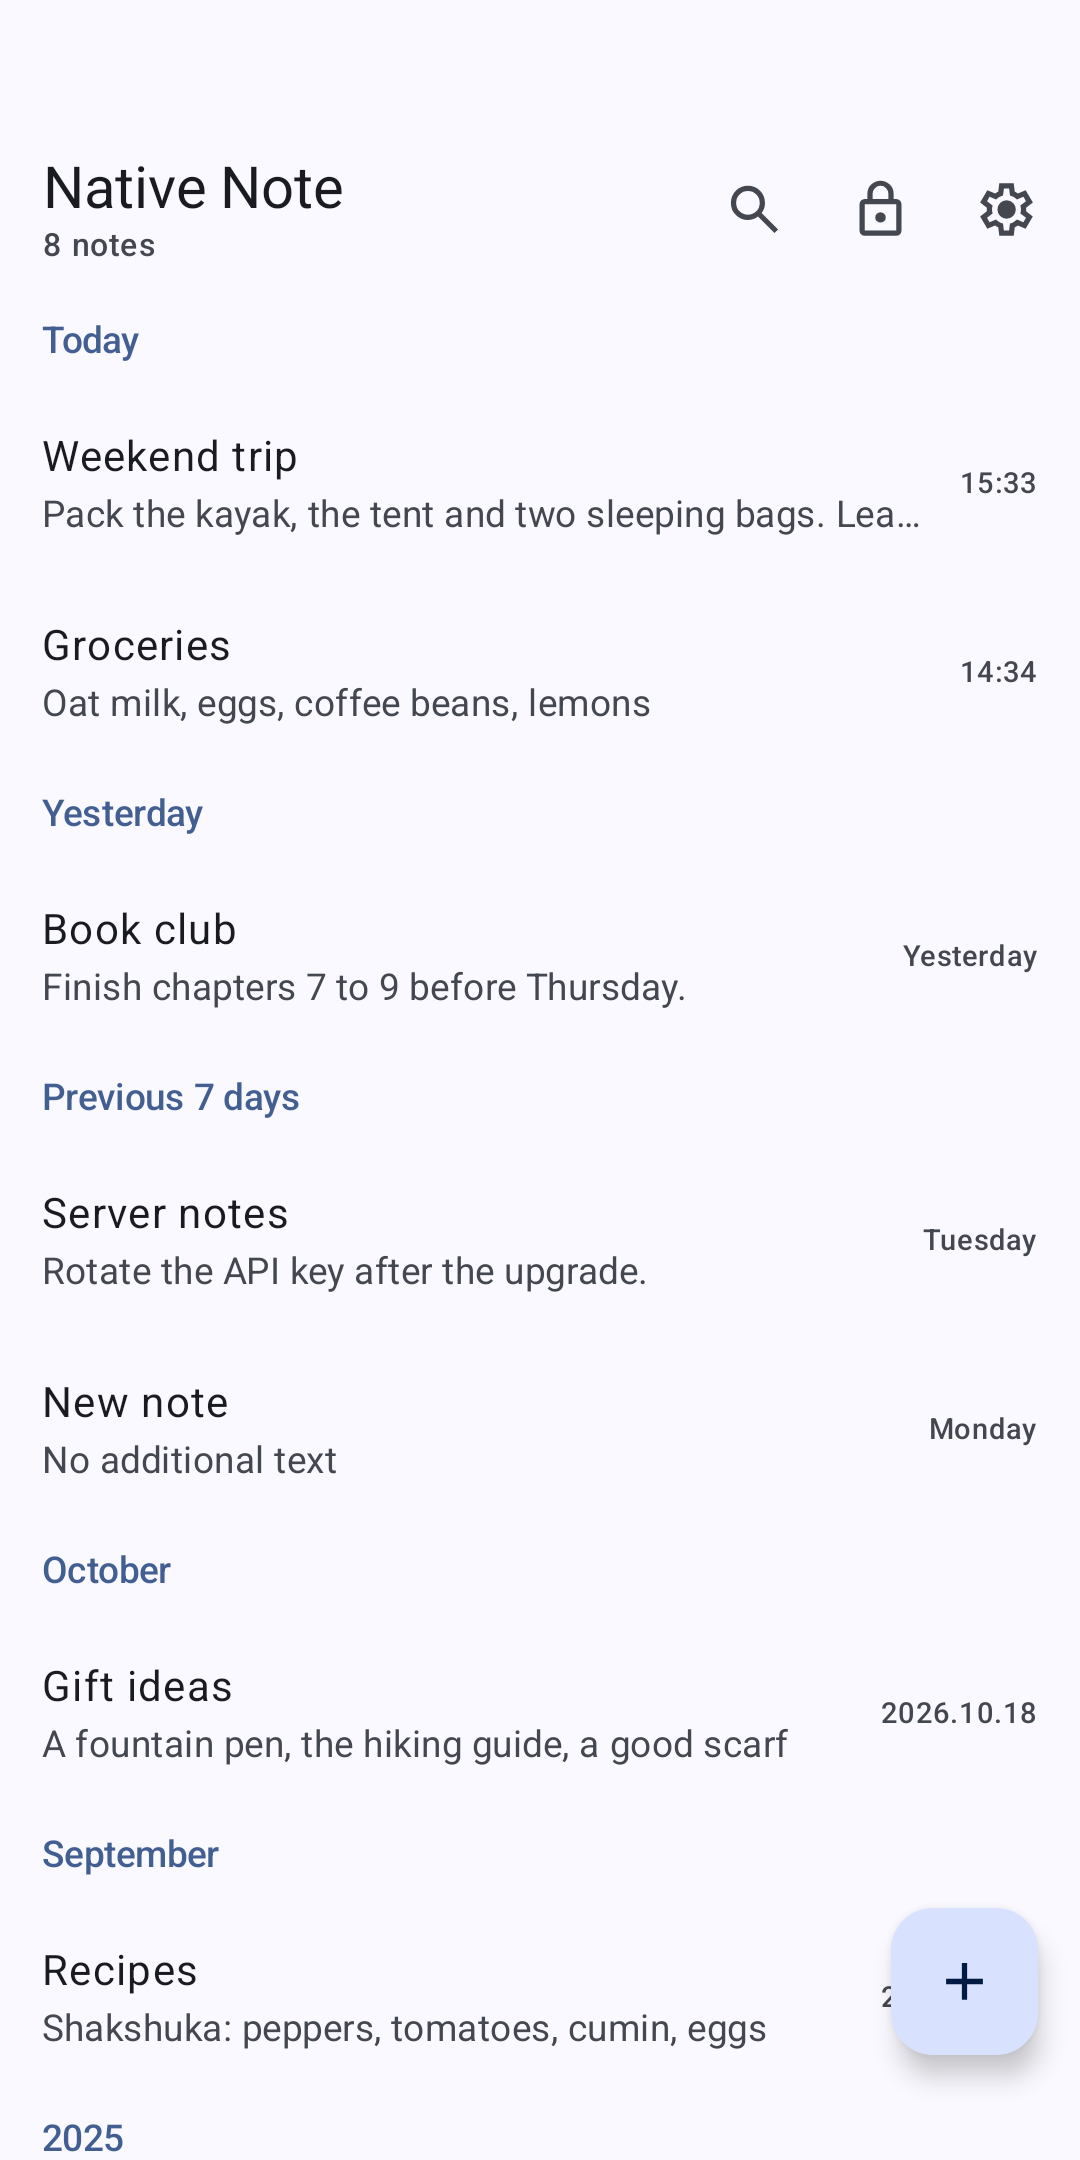 Native Note
8 notes
Today
Weekend trip
15:33
Pack the kayak, the tent and two sleeping bags. Lea…
Groceries
14:34
Oat milk, eggs, coffee beans, lemons
Yesterday
Book club
Yesterday
Finish chapters 7 to 9 before Thursday.
Previous 7 days
Server notes
Tuesday
Rotate the API key after the upgrade.
New note
Monday
No additional text
October
Gift ideas
2026.10.18
A fountain pen, the hiking guide, a good scarf
September
Recipes
Shakshuka: peppers, tomatoes, cumin, eggs
2025